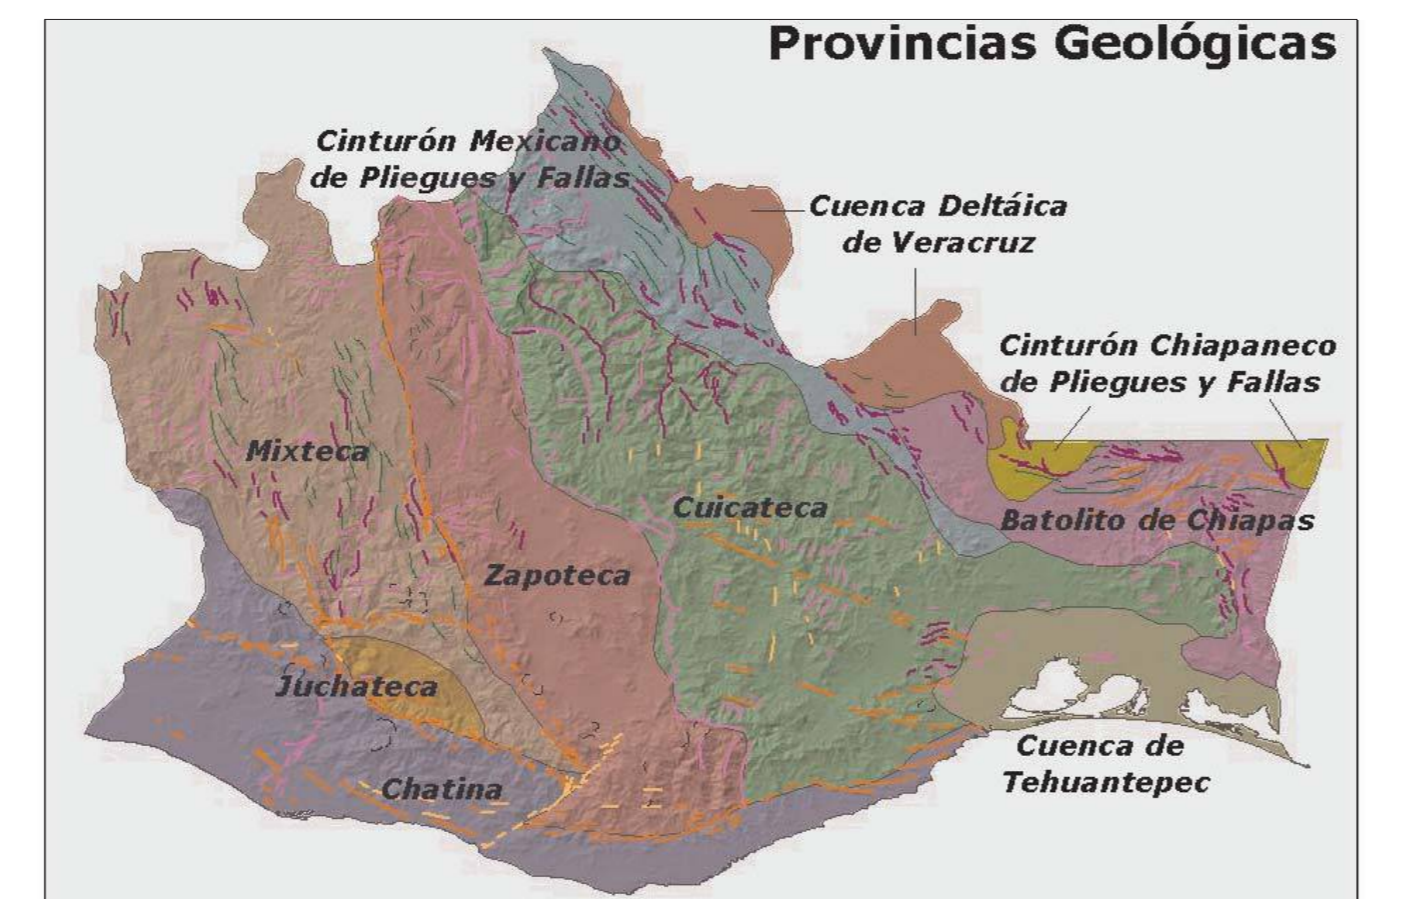 Provincias Geológicas
Cinturón Mexicano
de Pliegues y Fallas
Cuenca Deltáica
de Veracruz
Cinturón Chiapaneco
de Pliegues y Fallas
Mixteca
Cuicateca
Batolito de Chiapas
Zapoteca
Juchateca
Cuenca de
Tehuantepec
Chatina